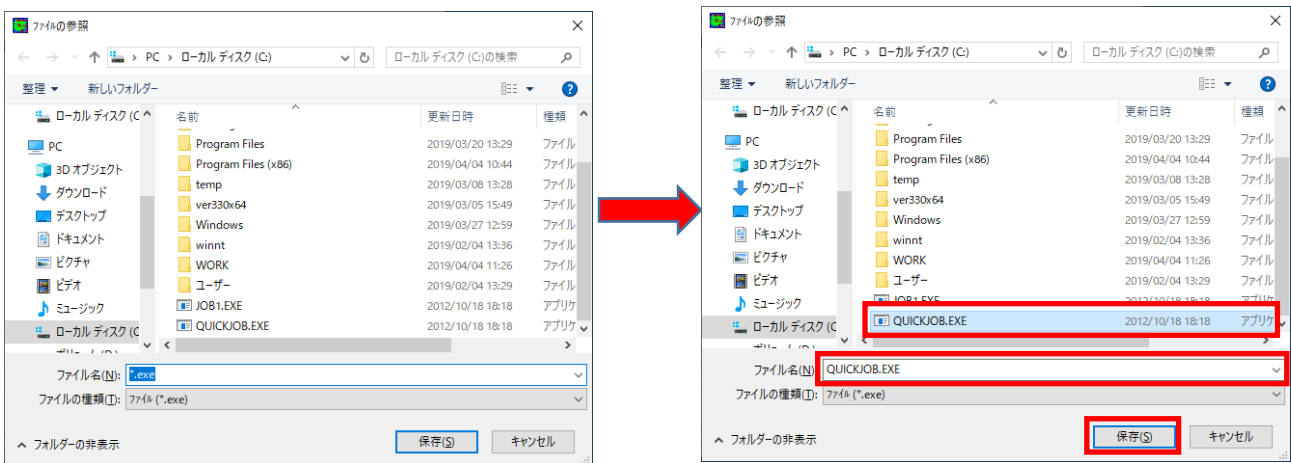 ファイルの参照
PC › ローカル ディスク (C:)
ローカル ディスク (C:)の検索
整理
新しいフォルダー
ローカル ディスク (C
PC
3D オブジェクト
ダウンロード
デスクトップ
ドキュメント
ピクチャ
ビデオ
ミュージック
ローカル ディスク (C
名前 更新日時 種類
Program Files 2019/03/20 13:29 ファイル
Program Files (x86) 2019/04/04 10:44 ファイル
temp 2019/03/08 13:28 ファイル
ver330x64 2019/03/05 15:49 ファイル
Windows 2019/03/27 12:59 ファイル
winnt 2019/02/04 13:36 ファイル
WORK 2019/04/04 11:26 ファイル
ユーザー 2019/02/04 13:29 ファイル
JOB1.EXE 2012/10/18 18:18 アプリケ
QUICKJOB.EXE 2012/10/18 18:18 アプリケ
ファイル名(N): *.exe
ファイルの種類(T): ファイル (*.exe)
フォルダーの非表示
保存(S)
キャンセル
ファイルの参照
PC › ローカル ディスク (C:)
ローカル ディスク (C:)の検索
整理
新しいフォルダー
ローカル ディスク (C
PC
3D オブジェクト
ダウンロード
デスクトップ
ドキュメント
ピクチャ
ビデオ
ミュージック
ローカル ディスク (C
名前 更新日時 種類
Program Files 2019/03/20 13:29 ファイル
Program Files (x86) 2019/04/04 10:44 ファイル
temp 2019/03/08 13:28 ファイル
ver330x64 2019/03/05 15:49 ファイル
Windows 2019/03/27 12:59 ファイル
winnt 2019/02/04 13:36 ファイル
WORK 2019/04/04 11:26 ファイル
ユーザー 2019/02/04 13:29 ファイル
JOB1.EXE 2012/10/18 18:18 アプリケ
QUICKJOB.EXE 2012/10/18 18:18 アプリケ
ファイル名(N): QUICKJOB.EXE
ファイルの種類(T): ファイル (*.exe)
フォルダーの非表示
保存(S)
キャンセル